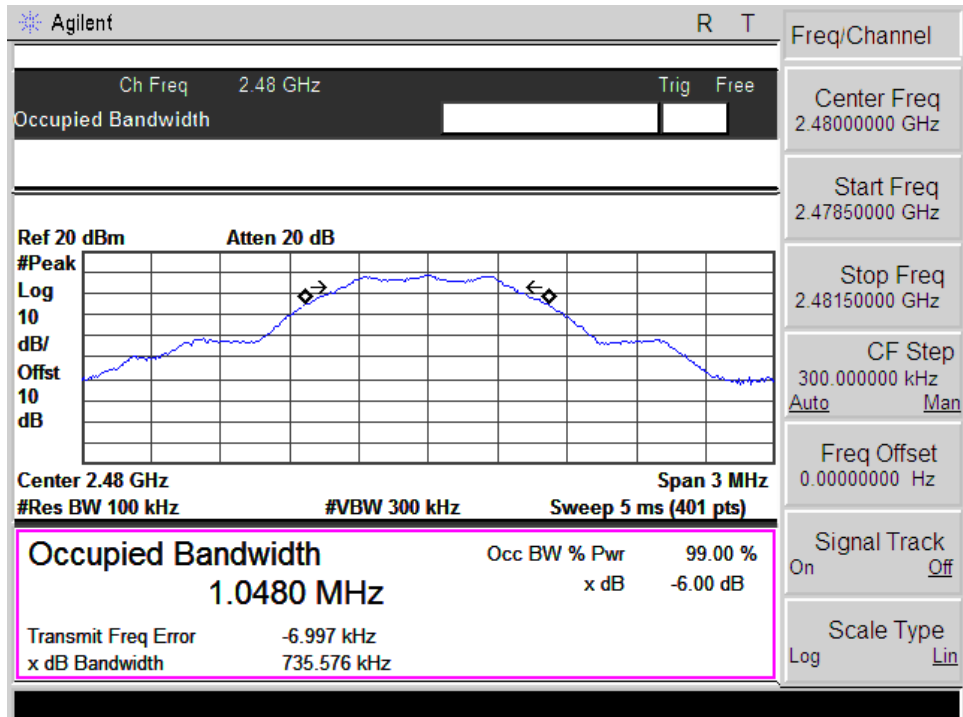 Agilent R T
Ch Freq 2.48 GHz Trig Free
Occupied Bandwidth
Ref 20 dBm Atten 20 dB
#Peak
Log
10
dB/
Offst
10
dB
Center 2.48 GHz Span 3 MHz
#Res BW 100 kHz #VBW 300 kHz Sweep 5 ms (401 pts)
Occupied Bandwidth Occ BW % Pwr 99.00 %
1.0480 MHz x dB -6.00 dB
Transmit Freq Error -6.997 kHz
x dB Bandwidth 735.576 kHz
Freq/Channel
Center Freq
2.48000000 GHz
Start Freq
2.47850000 GHz
Stop Freq
2.48150000 GHz
CF Step
300.000000 kHz
Auto Man
Freq Offset
0.00000000 Hz
Signal Track
On Off
Scale Type
Log Lin